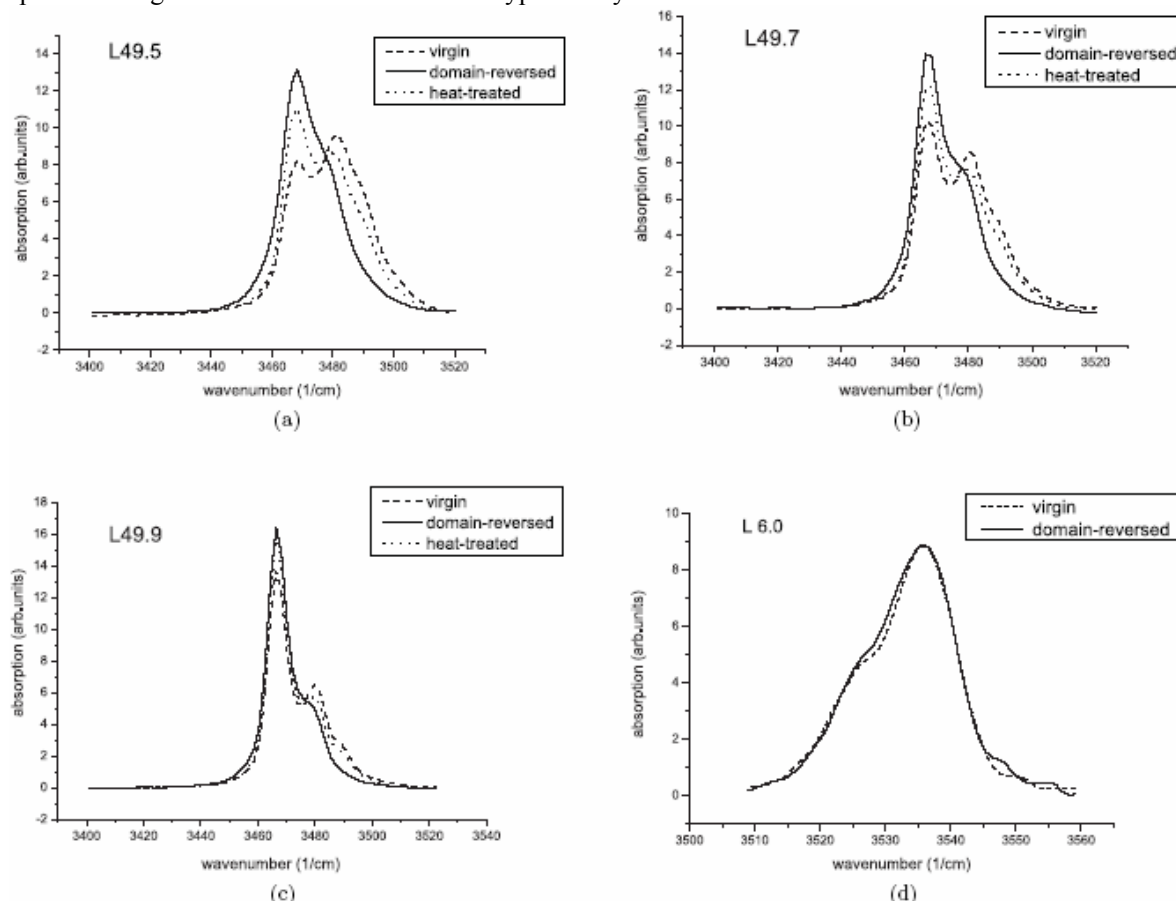 L49.5
virgin
domain-reversed
heat-treated
absorption (arb.units)
14
12
10
8
6
4
2
0
-2
3400
3420
3440
3460
3480
3500
3520
wavenumber (1/cm)
(a)
L49.7
virgin
domain-reversed
heat-treated
absorption (arb.units)
16
14
12
10
8
6
4
2
0
-2
3400
3420
3440
3460
3480
3500
3520
wavenumber (1/cm)
(b)
L49.9
virgin
domain-reversed
heat-treated
absorption (arb.units)
18
16
14
12
10
8
6
4
2
0
-2
3400
3420
3440
3460
3480
3500
3520
3540
wavenumber (1/cm)
(c)
L 6.0
virgin
domain-reversed
absorption (arb.units)
10
8
6
4
2
0
3500
3510
3520
3530
3540
3550
3560
wavenumber (1/cm)
(d)